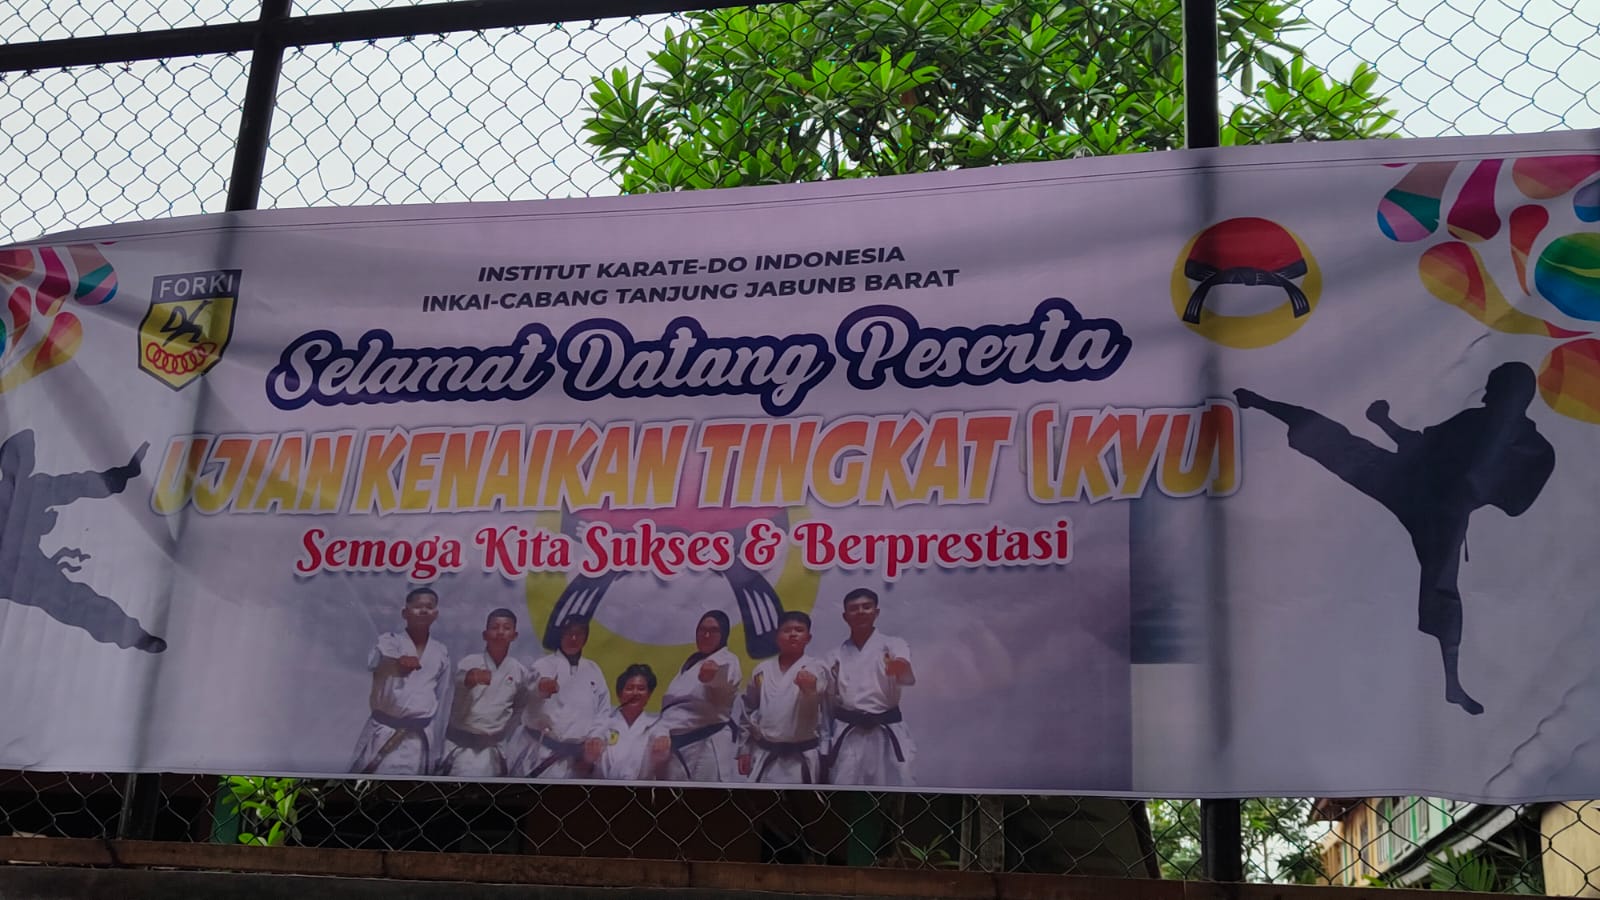 FORKI
INSTITUT KARATE-DO INDONESIA
INKAI-CABANG TANJUNG JABUNB BARAT
Selamat Datang Peserta
UJIAN KENAIKAN TINGKAT (KYU)
Semoga Kita Sukses & Berprestasi